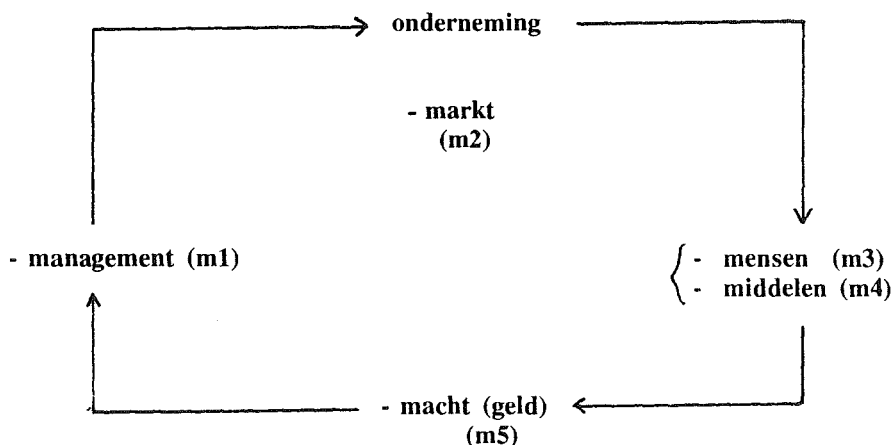 onderneming
- markt
(m2)
- management (m1)
- mensen (m3)
- middelen (m4)
- macht (geld)
(m5)